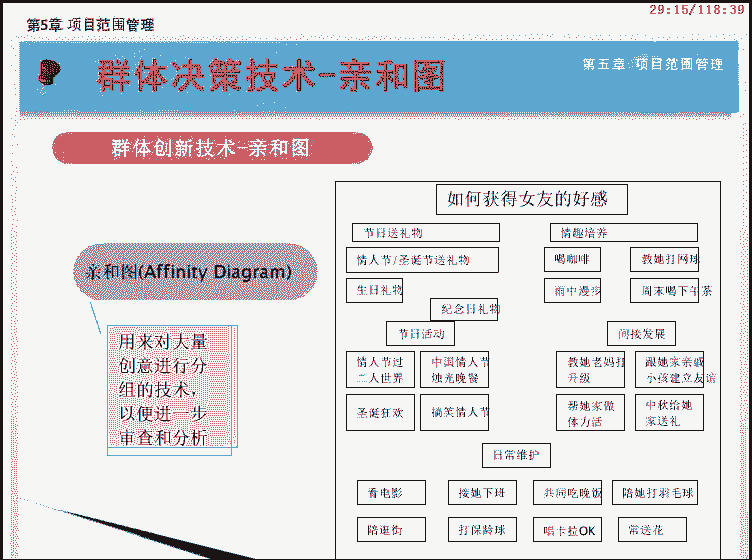 29:15/118:39
第5章 项目范围管理
群体决策技术-亲和图
第五章 项目范围管理
群体创新技术-亲和图
亲和图(Affinity Diagram)
用来对大量
创意进行分
组的技术，
以便进一步
审查和分析
如何获得女友的好感
节日送礼物
情人节/圣诞节送礼物
生日礼物
纪念日礼物
情趣培养
喝咖啡
教她打网球
雨中漫步
周末喝下午茶
节日活动
情人节过
二人世界
中国情人节
烛光晚餐
圣诞狂欢
搞笑情人节
间接发展
教她老妈打
升级
跟她家亲戚
小孩建立友谊
帮她家做
体力活
中秋给她
家送礼
日常维护
看电影
接她下班
共同吃晚饭
陪她打羽毛球
陪逛街
打保龄球
唱卡拉OK
常送花